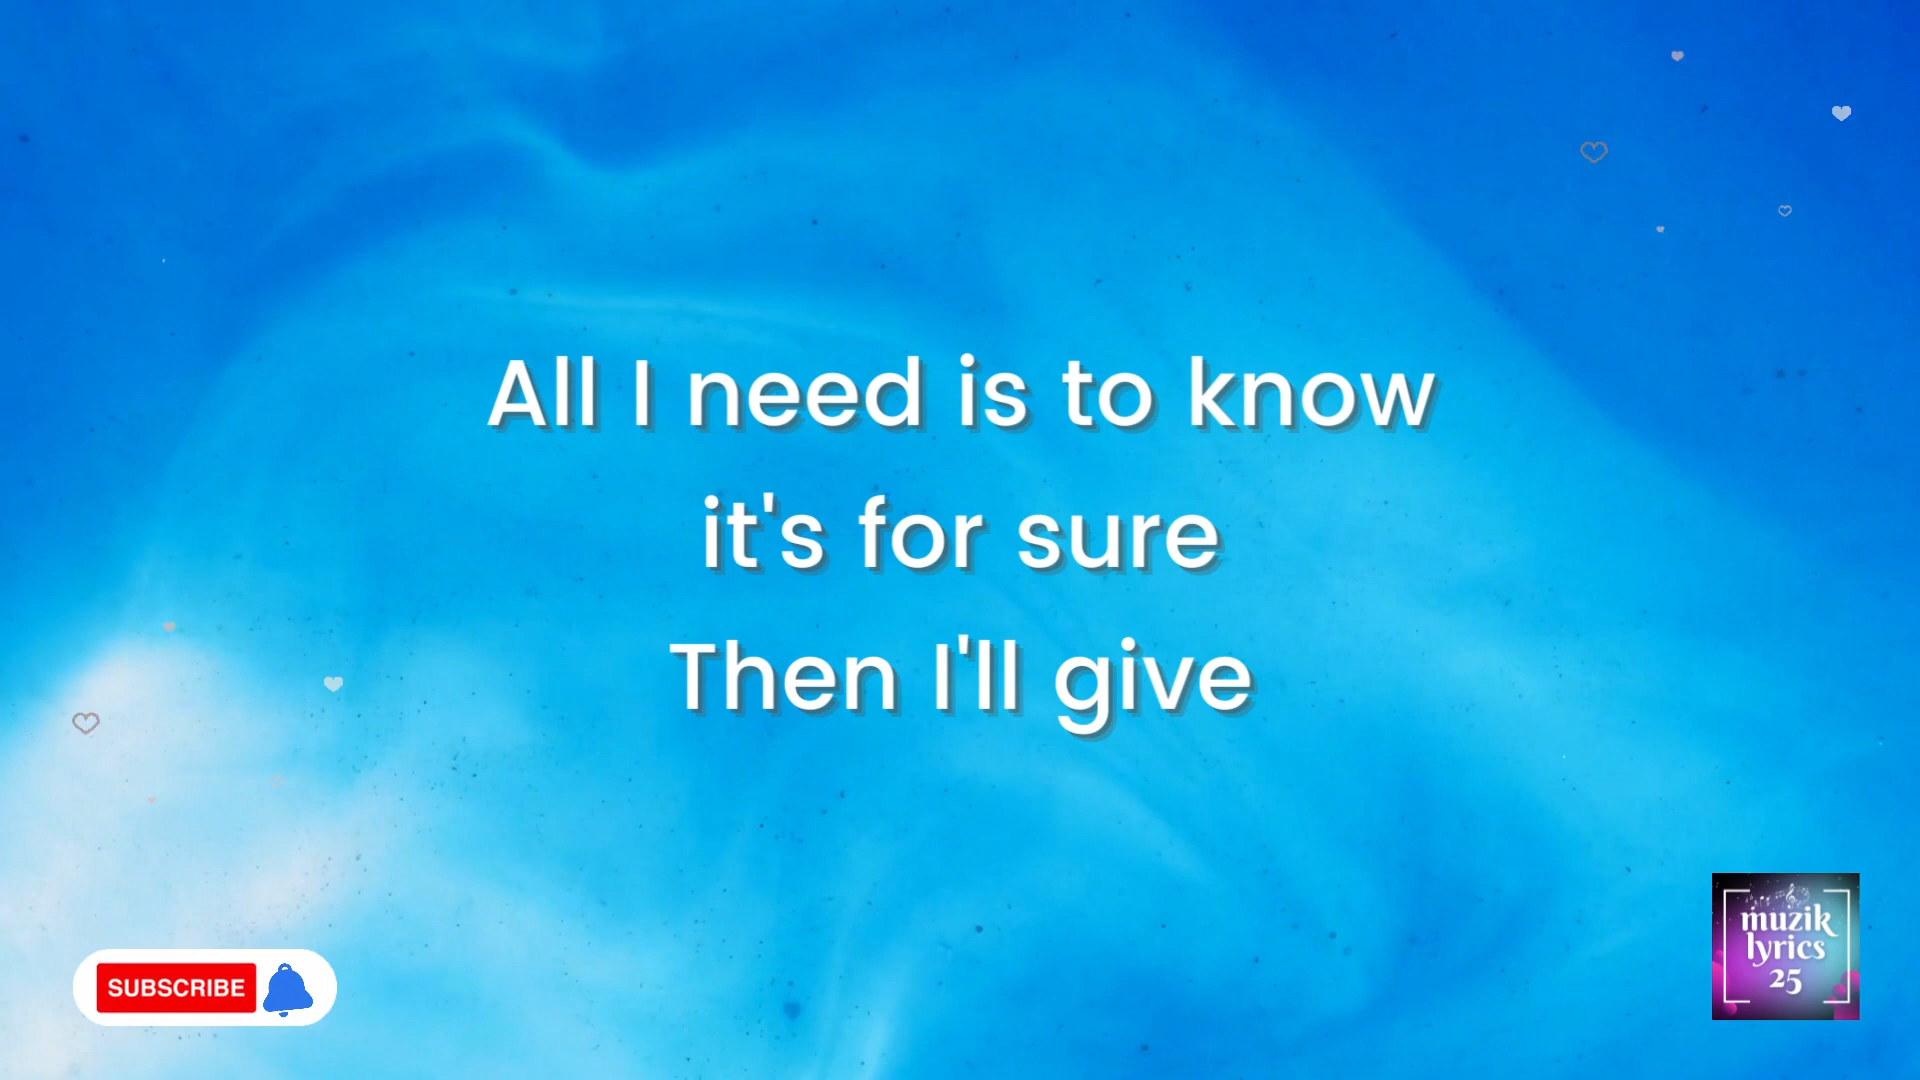 All I need is to know
it's for sure
Then I'll give
SUBSCRIBE
muzik
lyrics
25